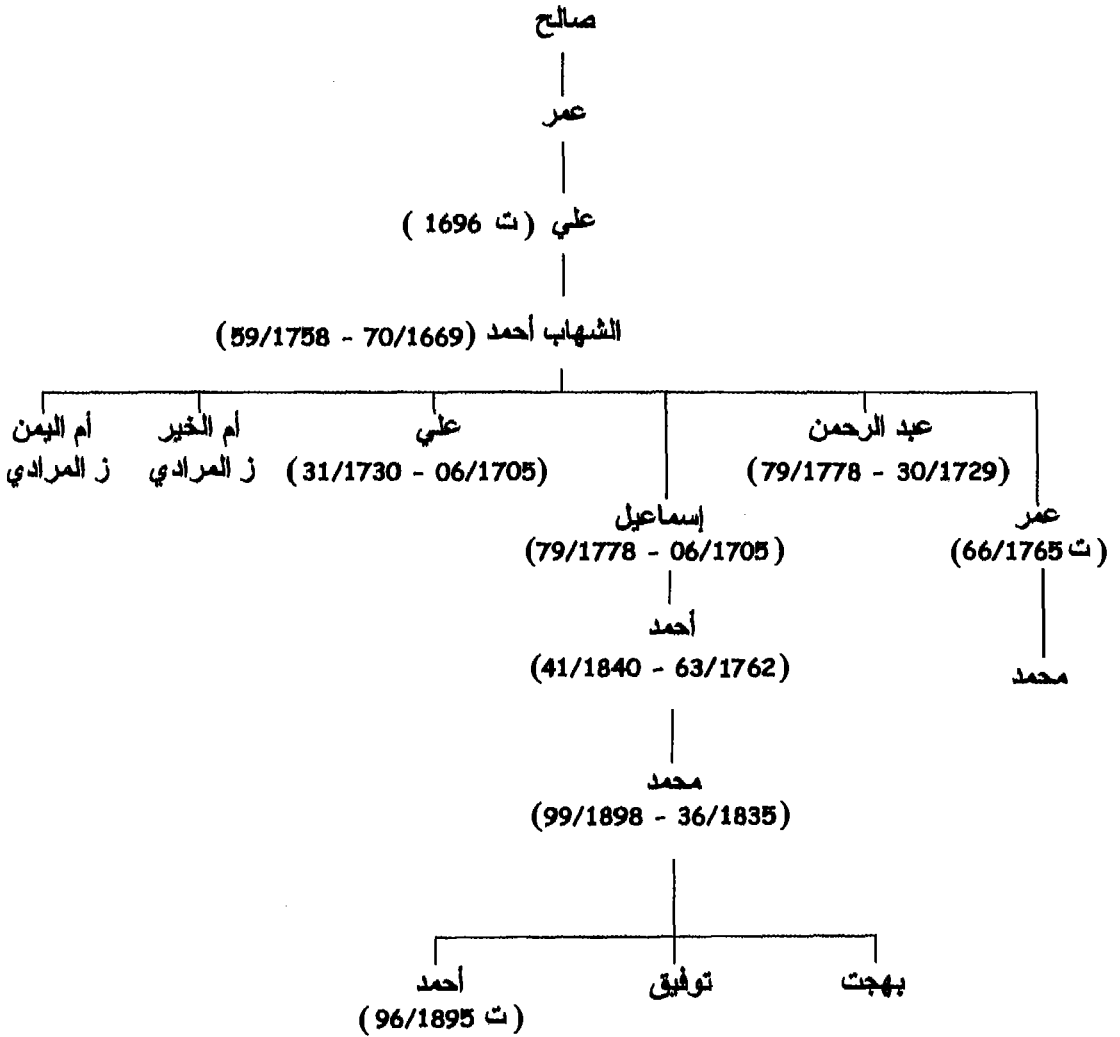 صالح
عمر
علي ( ت 1696 )
الشهاب أحمد (70/1669 - 59/1758)
عمر
( ت 66/1765)
عبد الرحمن
(30/1729 - 79/1778)
إسماعيل
(06/1705 - 79/1778)
علي
(06/1705 - 31/1730)
أم الخير
ز المرادي
أم اليمن
ز المرادي
محمد
أحمد
(63/1762 - 41/1840)
محمد
(36/1835 - 99/1898)
بهجت
توفيق
أحمد
( ت 96/1895)